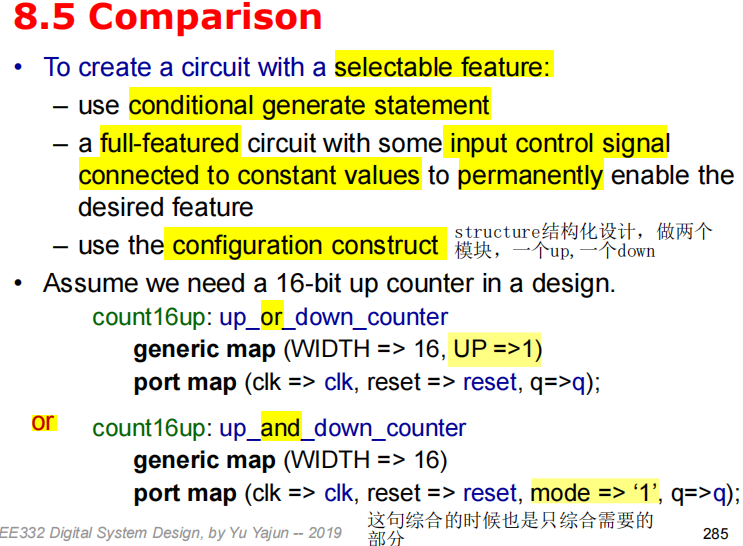 8.5 Comparison
• To create a circuit with a selectable feature:
– use conditional generate statement
– a full-featured circuit with some input control signal
connected to constant values to permanently enable the
desired feature
– use the configuration construct
structure结构化设计，做两个
模块，一个up,一个down
• Assume we need a 16-bit up counter in a design.
count16up: up_or_down_counter
generic map (WIDTH => 16, UP =>1)
port map (clk => clk, reset => reset, q=>q);
or
count16up: up_and_down_counter
generic map (WIDTH => 16)
port map (clk => clk, reset => reset, mode => ‘1’, q=>q);
这句综合的时候也是只综合需要的
部分
EE332 Digital System Design, by Yu Yajun -- 2019
285